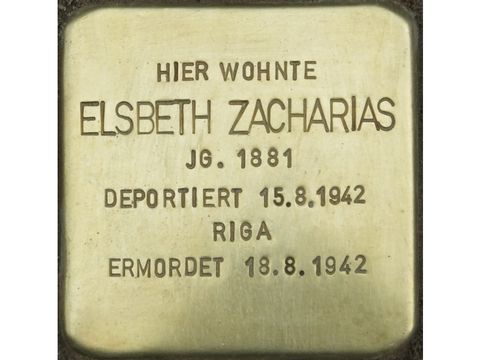 HIER WOHNTE
ELSBETH ZACHARIAS
JG. 1881
DEPORTIERT 15.8.1942
RIGA
ERMORDET 18.8.1942